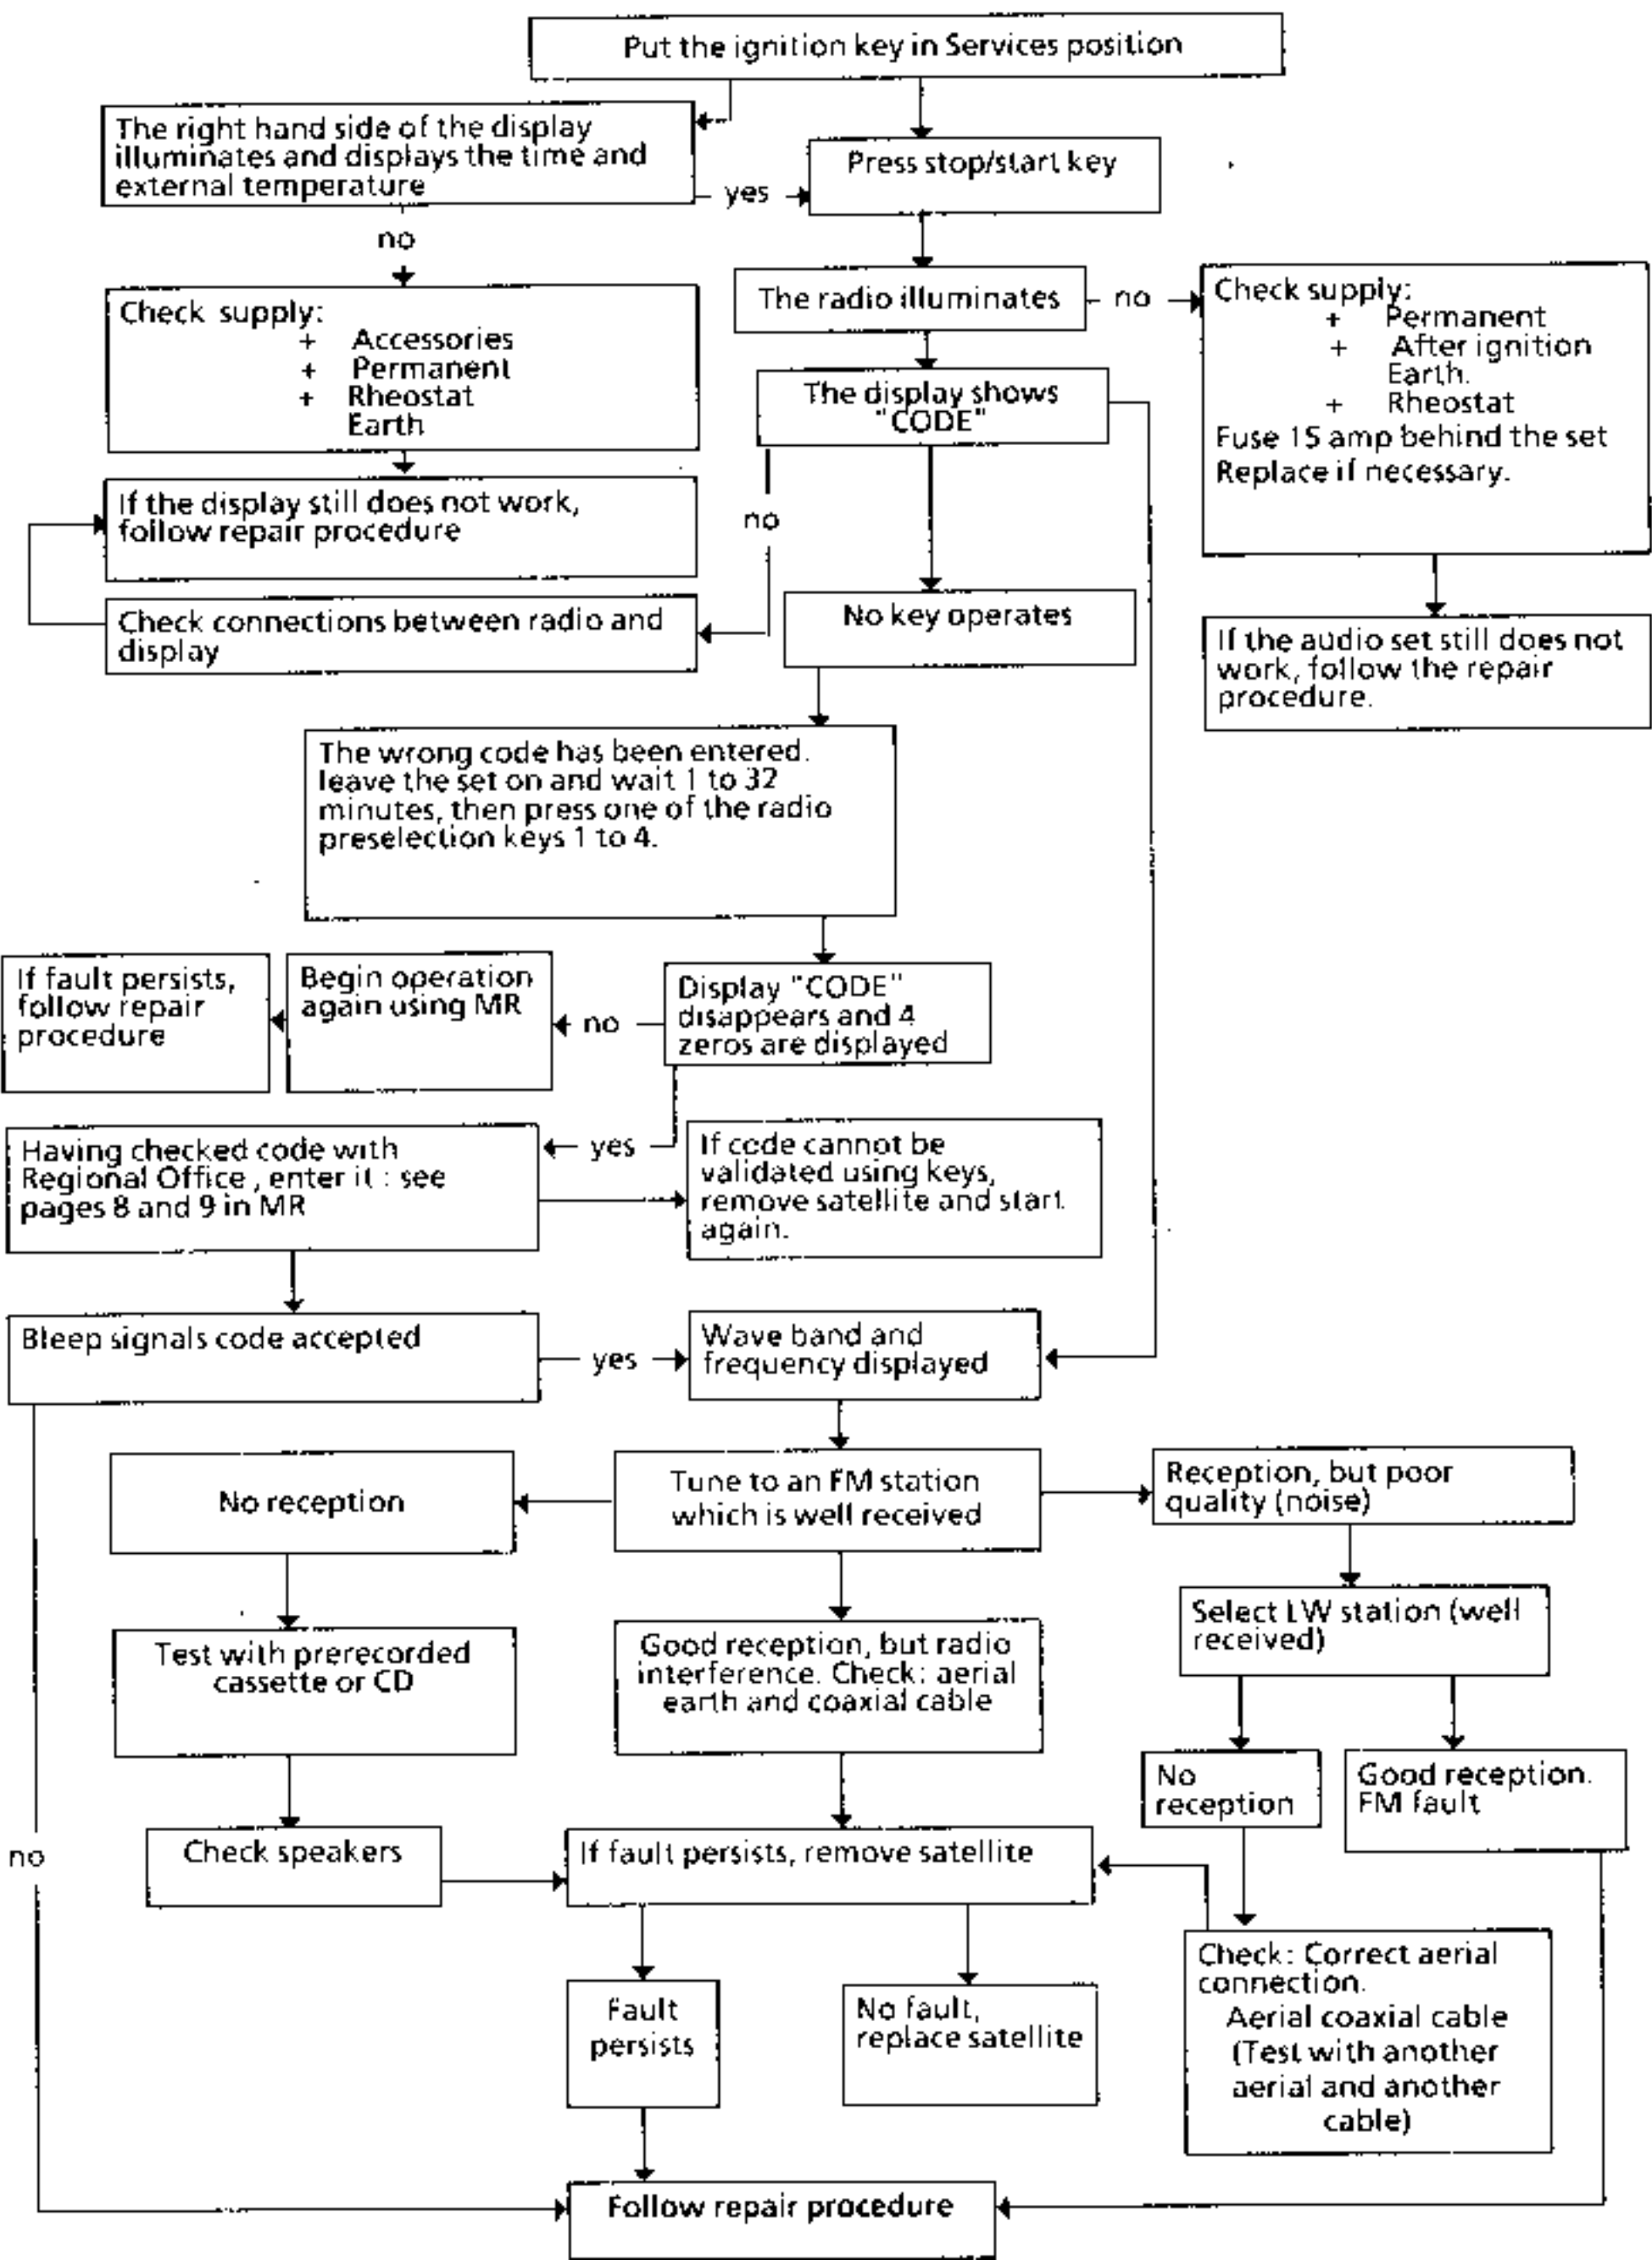 Put the ignition key in Services position
The right hand side of the display
illuminates and displays the time and
external temperature
yes
Press stop/start key
no
The radio illuminates
no
Check supply:
+ Permanent
+ After ignition
Earth.
+ Rheostat
Fuse 15 amp behind the set
Replace if necessary.
Check supply:
+ Accessories
+ Permanent
+ Rheostat
Earth
The display shows
"CODE"
If the display still does not work,
follow repair procedure
no
Check connections between radio and
display
No key operates
If the audio set still does not
work, follow the repair
procedure.
The wrong code has been entered.
leave the set on and wait 1 to 32
minutes, then press one of the radio
preselection keys 1 to 4.
If fault persists,
follow repair
procedure
Begin operation
again using MR
no
Display "CODE"
disappears and 4
zeros are displayed
Having checked code with
Regional Office , enter it : see
pages 8 and 9 in MR
yes
If code cannot be
validated using keys,
remove satellite and start
again.
Bleep signals code accepted
yes
Wave band and
frequency displayed
No reception
Tune to an FM station
which is well received
Reception, but poor
quality (noise)
Test with prerecorded
cassette or CD
Good reception, but radio
interference. Check: aerial
earth and coaxial cable
Select LW station (well
received)
No
reception
Good reception.
FM fault
no
Check speakers
If fault persists, remove satellite
Fault
persists
No fault,
replace satellite
Check: Correct aerial
connection.
Aerial coaxial cable
(Test with another
aerial and another
cable)
Follow repair procedure